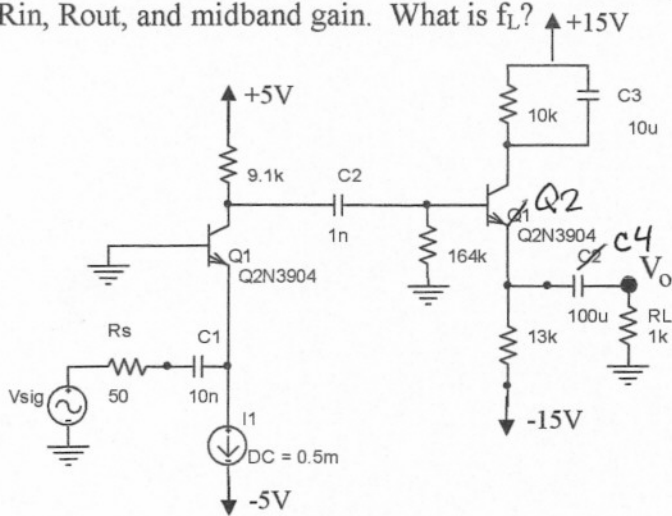 Rin, Rout, and midband gain. What is fL?
+15V
+5V
10k
C3
10u
9.1k
C2
1n
Q1 Q2
Q2N3904
Q1
Q2N3904
164k
C2 C4
100u
Vo
RL
1k
13k
Rs
C1
Vsig
50
10n
I1
DC = 0.5m
-15V
-5V